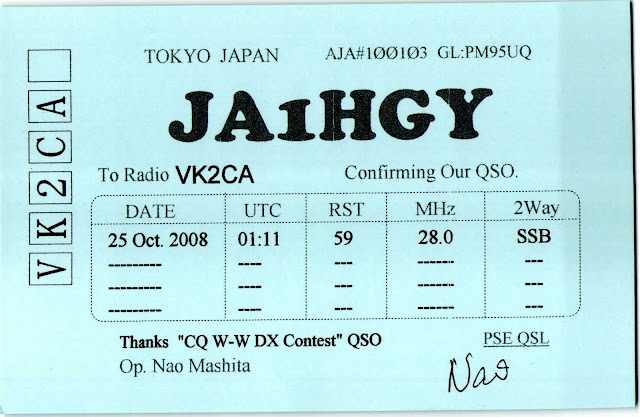 TOKYO JAPAN AJA#1ØØ1Ø3 GL:PM95UQ
JA1HGY
VK2CA
To Radio VK2CA Confirming Our QSO.
DATE UTC RST MHz 2Way
25 Oct. 2008 01:11 59 28.0 SSB
--------- ---- --- ------ ---
--------- ---- --- ------ ---
--------- ---- --- ------ ---
Thanks "CQ W-W DX Contest" QSO PSE QSL
Op. Nao Mashita
Nao